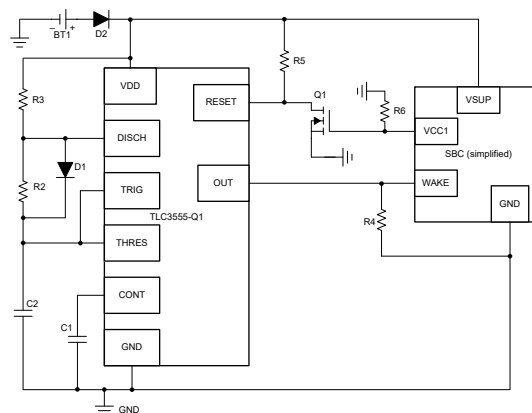 BT1
D2
R3
VDD
R5
RESET
Q1
R6
VSUP
VCC1
SBC (simplified)
DISCH
D1
R2
TRIG
OUT
WAKE
TLC3555-Q1
GND
THRES
R4
CONT
C2
C1
GND
GND